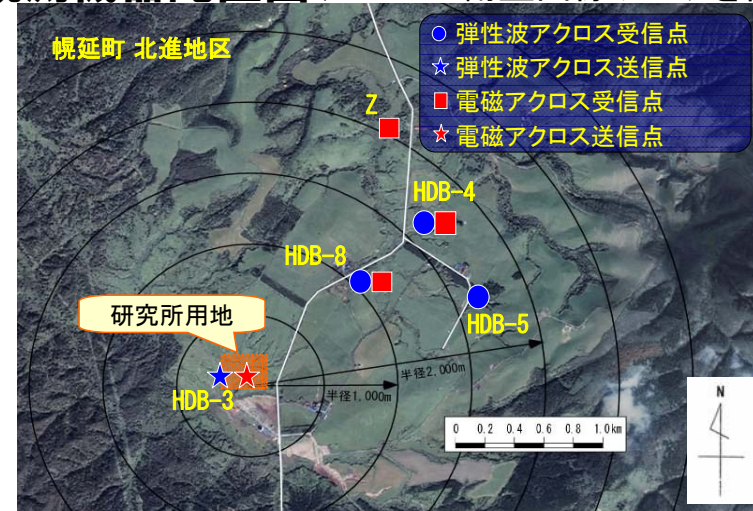 幌延町 北進地区
弾性波アクロス受信点
弾性波アクロス送信点
電磁アクロス受信点
電磁アクロス送信点
Z
HDB-4
HDB-8
HDB-5
研究所用地
HDB-3
半径2,000m
半径1,000m
0 0.2 0.4 0.6 0.8 1.0km
N